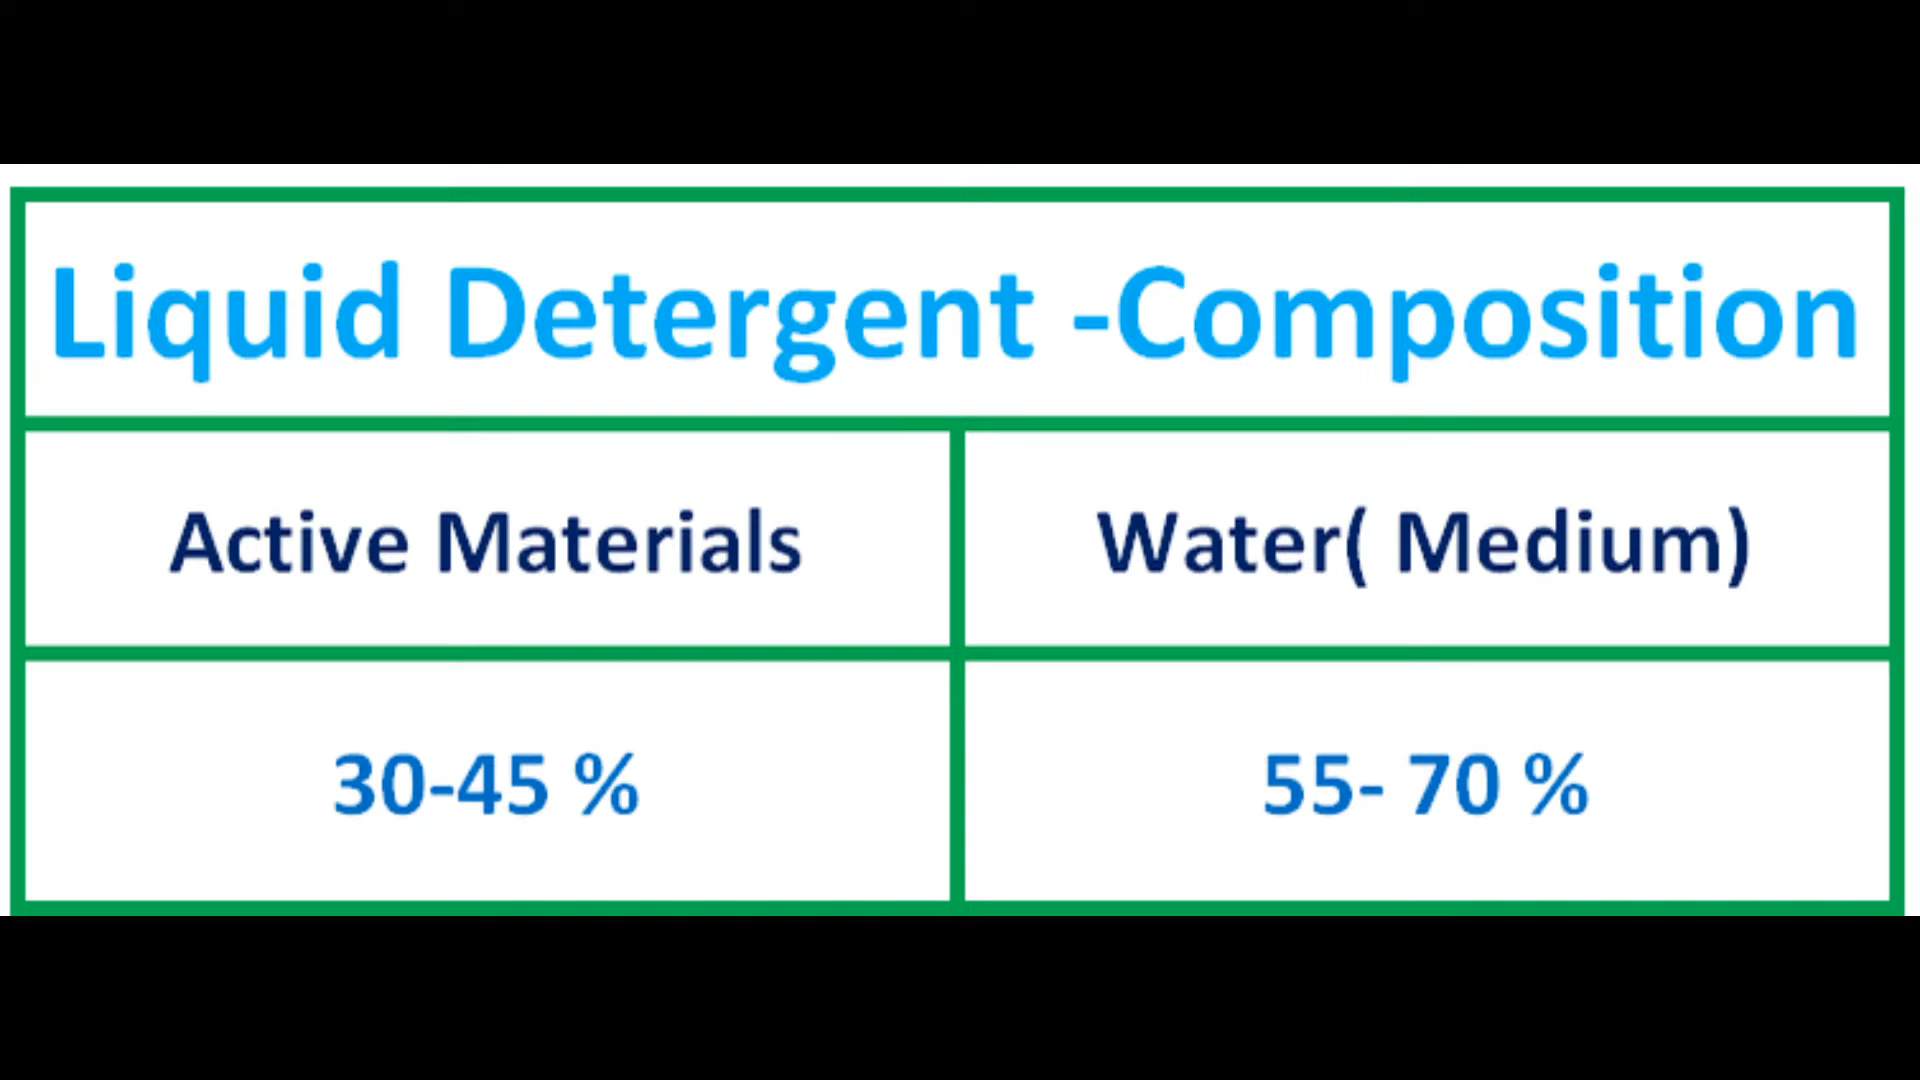 Liquid Detergent -Composition
Active Materials
Water( Medium)
30-45 %
55- 70 %